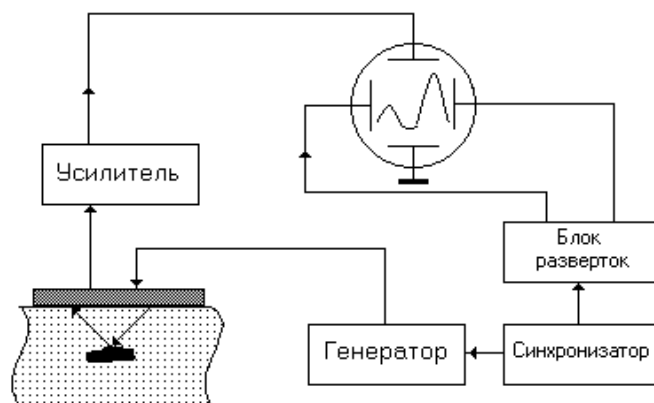 Усилитель
Блок
разверток
Генератор
Синхронизатор